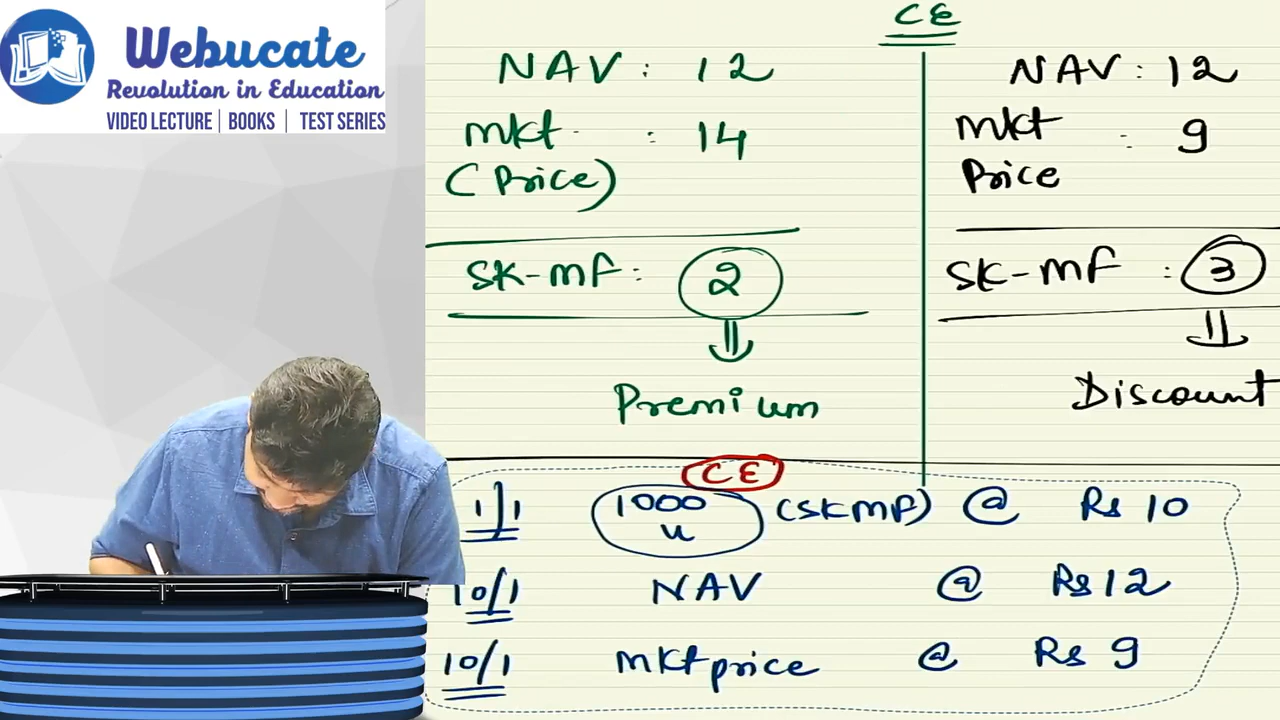 Webucate
Revolution in Education
VIDEO LECTURE | BOOKS | TEST SERIES
CE
NAV : 12
mkt : 14
(Price)
SK-MF : 2
Premium
NAV : 12
mkt : 9
Price
SK-MF : 3
Discount
CE
1/1 1000 u (SKMF) @ Rs 10
10/1 NAV @ Rs 12
10/1 mktprice @ Rs 9